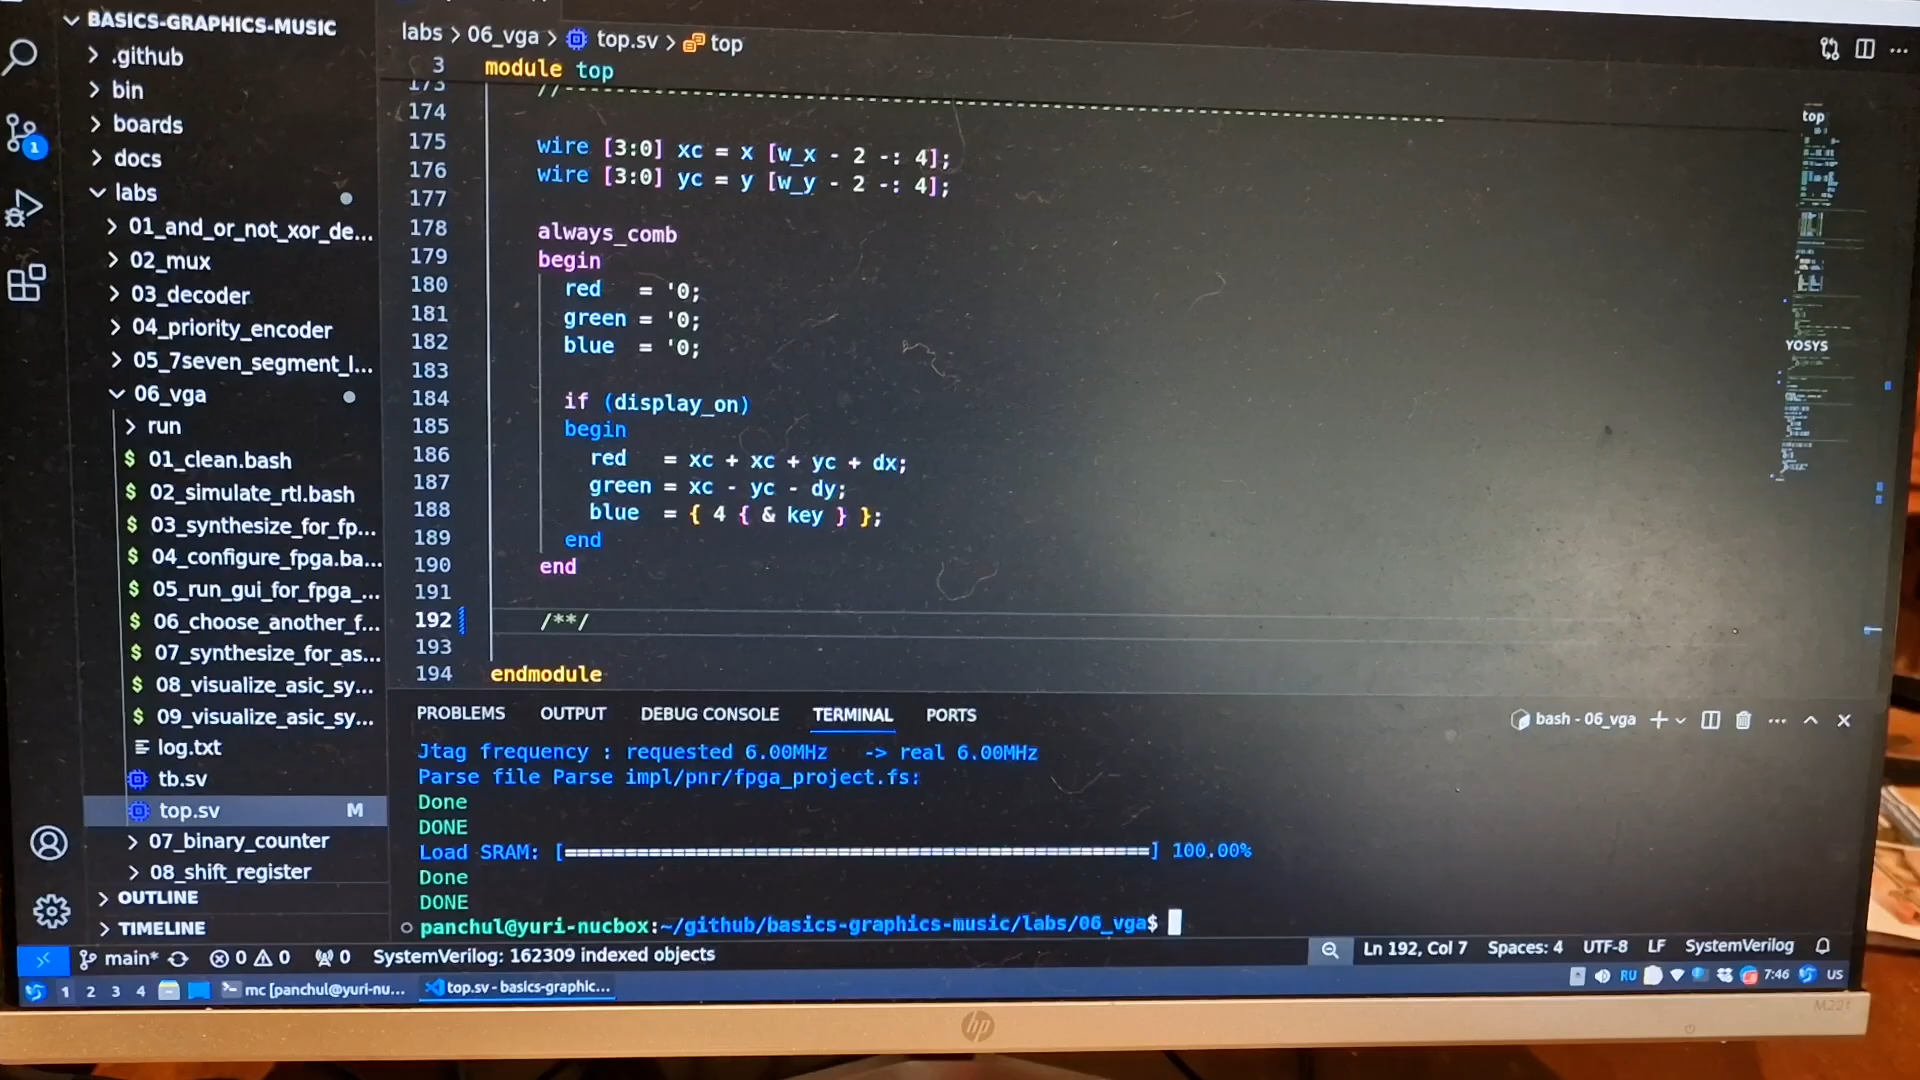 BASICS-GRAPHICS-MUSIC
.github
bin
boards
docs
labs
01_and_or_not_xor_de...
02_mux
03_decoder
04_priority_encoder
05_7seven_segment_l...
06_vga
run
$ 01_clean.bash
$ 02_simulate_rtl.bash
$ 03_synthesize_for_fp...
$ 04_configure_fpga.ba...
$ 05_run_gui_for_fpga_...
$ 06_choose_another_f...
$ 07_synthesize_for_as...
$ 08_visualize_asic_sy...
$ 09_visualize_asic_sy...
log.txt
tb.sv
top.sv M
07_binary_counter
08_shift_register
OUTLINE
TIMELINE
1
labs > 06_vga > top.sv > top
3 module top
173 //------------------------------------------------------------------------
174
175 wire [3:0] xc = x [w_x - 2 -: 4];
176 wire [3:0] yc = y [w_y - 2 -: 4];
177
178 always_comb
179 begin
180 red = '0;
181 green = '0;
182 blue = '0;
183
184 if (display_on)
185 begin
186 red = xc + xc + yc + dx;
187 green = xc - yc - dy;
188 blue = { 4 { & key } };
189 end
190 end
191
192 /**/
193
194 endmodule
top
YOSYS
PROBLEMS OUTPUT DEBUG CONSOLE TERMINAL PORTS
bash - 06_vga
Jtag frequency : requested 6.00MHz -> real 6.00MHz
Parse file Parse impl/pnr/fpga_project.fs:
Done
DONE
Load SRAM: [==================================================] 100.00%
Done
DONE
panchul@yuri-nucbox:~/github/basics-graphics-music/labs/06_vga$
main* 0 0 0 SystemVerilog: 162309 indexed objects
Ln 192, Col 7 Spaces: 4 UTF-8 LF SystemVerilog
1 2 3 4 mc [panchul@yuri-nu... top.sv - basics-graphic...
RU 7:46 US
hp
M22f